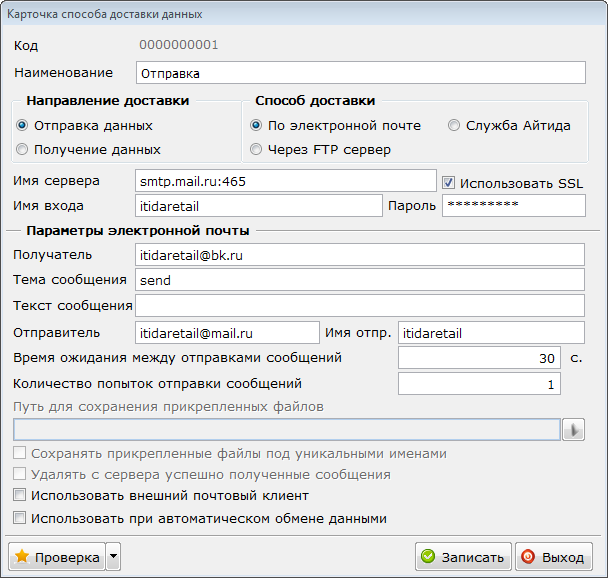 Карточка способа доставки данных
Код 0000000001
Наименование Отправка
Направление доставки Способ доставки
Отправка данных По электронной почте Служба Айтида
Получение данных Через FTP сервер
Имя сервера smtp.mail.ru:465 Использовать SSL
Имя входа itidaretail Пароль *********
Параметры электронной почты
Получатель itidaretail@bk.ru
Тема сообщения send
Текст сообщения
Отправитель itidaretail@mail.ru Имя отпр. itidaretail
Время ожидания между отправками сообщений 30 с.
Количество попыток отправки сообщений 1
Путь для сохранения прикрепленных файлов
Сохранять прикрепленные файлы под уникальными именами
Удалять с сервера успешно полученные сообщения
Использовать внешний почтовый клиент
Использовать при автоматическом обмене данными
Проверка Записать Выход